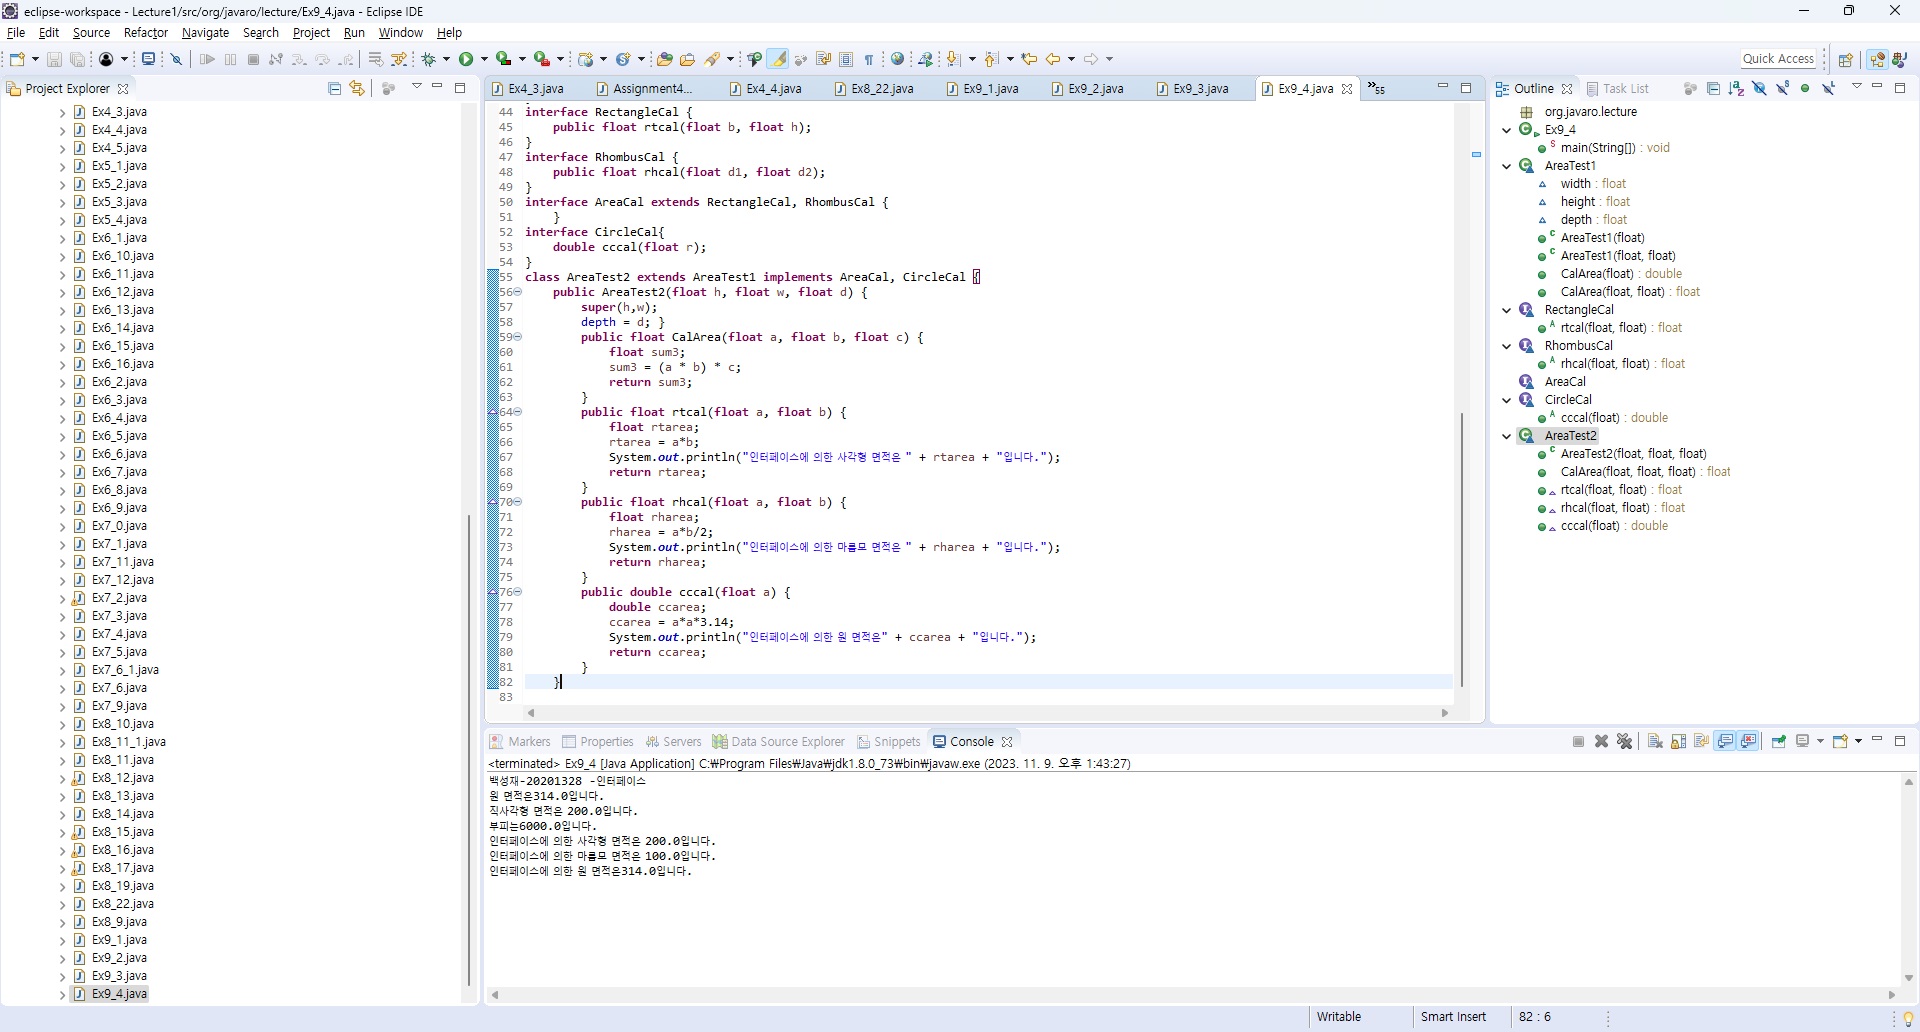 eclipse-workspace - Lecture1/src/org/javaro/lecture/Ex9_4.java - Eclipse IDE
File Edit Source Refactor Navigate Search Project Run Window Help
Quick Access
Project Explorer
Ex4_3.java
Ex4_4.java
Ex4_5.java
Ex5_1.java
Ex5_2.java
Ex5_3.java
Ex5_4.java
Ex6_1.java
Ex6_10.java
Ex6_11.java
Ex6_12.java
Ex6_13.java
Ex6_14.java
Ex6_15.java
Ex6_16.java
Ex6_2.java
Ex6_3.java
Ex6_4.java
Ex6_5.java
Ex6_6.java
Ex6_7.java
Ex6_8.java
Ex6_9.java
Ex7_0.java
Ex7_1.java
Ex7_11.java
Ex7_12.java
Ex7_2.java
Ex7_3.java
Ex7_4.java
Ex7_5.java
Ex7_6_1.java
Ex7_6.java
Ex7_9.java
Ex8_10.java
Ex8_11_1.java
Ex8_11.java
Ex8_12.java
Ex8_13.java
Ex8_14.java
Ex8_15.java
Ex8_16.java
Ex8_17.java
Ex8_19.java
Ex8_22.java
Ex8_9.java
Ex9_1.java
Ex9_2.java
Ex9_3.java
Ex9_4.java
Ex4_3.java Assignment4... Ex4_4.java Ex8_22.java Ex9_1.java Ex9_2.java Ex9_3.java Ex9_4.java »55
44 interface RectangleCal {
45 public float rtcal(float b, float h);
46 }
47 interface RhombusCal {
48 public float rhcal(float d1, float d2);
49 }
50 interface AreaCal extends RectangleCal, RhombusCal {
51 }
52 interface CircleCal{
53 double cccal(float r);
54 }
55 class AreaTest2 extends AreaTest1 implements AreaCal, CircleCal {
56 public AreaTest2(float h, float w, float d) {
57 super(h,w);
58 depth = d; }
59 public float CalArea(float a, float b, float c) {
60 float sum3;
61 sum3 = (a * b) * c;
62 return sum3;
63 }
64 public float rtcal(float a, float b) {
65 float rtarea;
66 rtarea = a*b;
67 System.out.println("인터페이스에 의한 사각형 면적은 " + rtarea + "입니다.");
68 return rtarea;
69 }
70 public float rhcal(float a, float b) {
71 float rharea;
72 rharea = a*b/2;
73 System.out.println("인터페이스에 의한 마름모 면적은 " + rharea + "입니다.");
74 return rharea;
75 }
76 public double cccal(float a) {
77 double ccarea;
78 ccarea = a*a*3.14;
79 System.out.println("인터페이스에 의한 원 면적은" + ccarea + "입니다.");
80 return ccarea;
81 }
82 }
83
Outline Task List
org.javaro.lecture
Ex9_4
main(String[]) : void
AreaTest1
width : float
height : float
depth : float
AreaTest1(float)
AreaTest1(float, float)
CalArea(float) : double
CalArea(float, float) : float
RectangleCal
rtcal(float, float) : float
RhombusCal
rhcal(float, float) : float
AreaCal
CircleCal
cccal(float) : double
AreaTest2
AreaTest2(float, float, float)
CalArea(float, float, float) : float
rtcal(float, float) : float
rhcal(float, float) : float
cccal(float) : double
Markers Properties Servers Data Source Explorer Snippets Console
<terminated> Ex9_4 [Java Application] C:₩Program Files₩Java₩jdk1.8.0_73₩bin₩javaw.exe (2023. 11. 9. 오후 1:43:27)
백성재-20201328 -인터페이스
원 면적은314.0입니다.
직사각형 면적은 200.0입니다.
부피는6000.0입니다.
인터페이스에 의한 사각형 면적은 200.0입니다.
인터페이스에 의한 마름모 면적은 100.0입니다.
인터페이스에 의한 원 면적은314.0입니다.
Writable Smart Insert 82 : 6